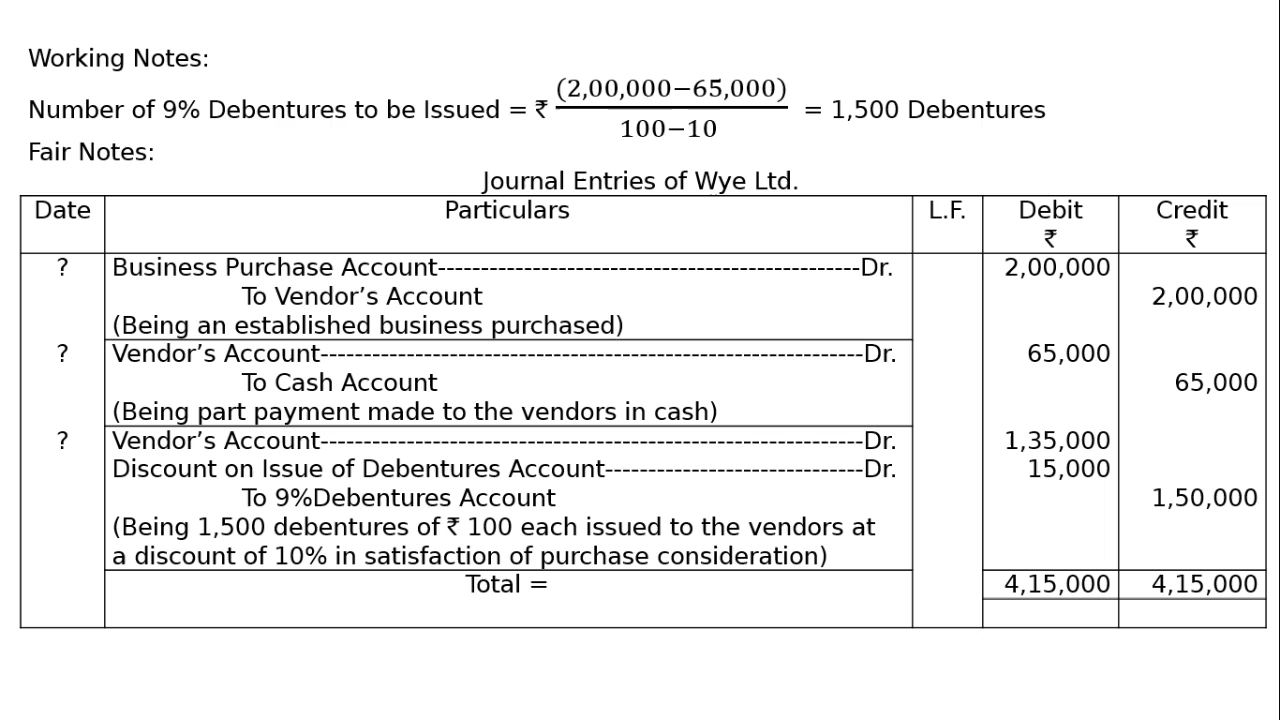 Working Notes:
Number of 9% Debentures to be Issued = ₹ (2,00,000−65,000) / 100−10 = 1,500 Debentures
Fair Notes:
Journal Entries of Wye Ltd.
Date Particulars L.F. Debit ₹ Credit ₹
? Business Purchase Account-------------------------------------------------Dr. 2,00,000
To Vendor’s Account 2,00,000
(Being an established business purchased)
? Vendor’s Account---------------------------------------------------------------Dr. 65,000
To Cash Account 65,000
(Being part payment made to the vendors in cash)
? Vendor’s Account---------------------------------------------------------------Dr. 1,35,000
Discount on Issue of Debentures Account------------------------------Dr. 15,000
To 9%Debentures Account 1,50,000
(Being 1,500 debentures of ₹ 100 each issued to the vendors at
a discount of 10% in satisfaction of purchase consideration)
Total = 4,15,000 4,15,000